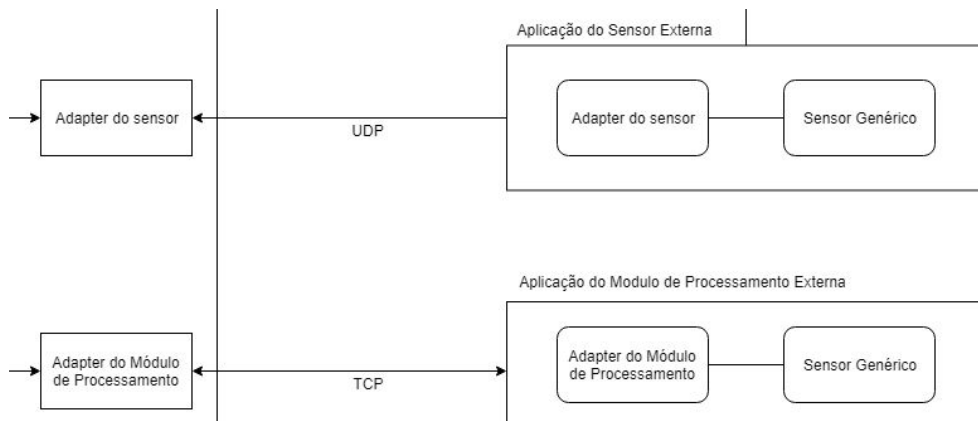 Aplicação do Sensor Externa
Adapter do sensor
UDP
Adapter do sensor
Sensor Genérico
Aplicação do Modulo de Processamento Externa
Adapter do Módulo
de Processamento
TCP
Adapter do Módulo
de Processamento
Sensor Genérico